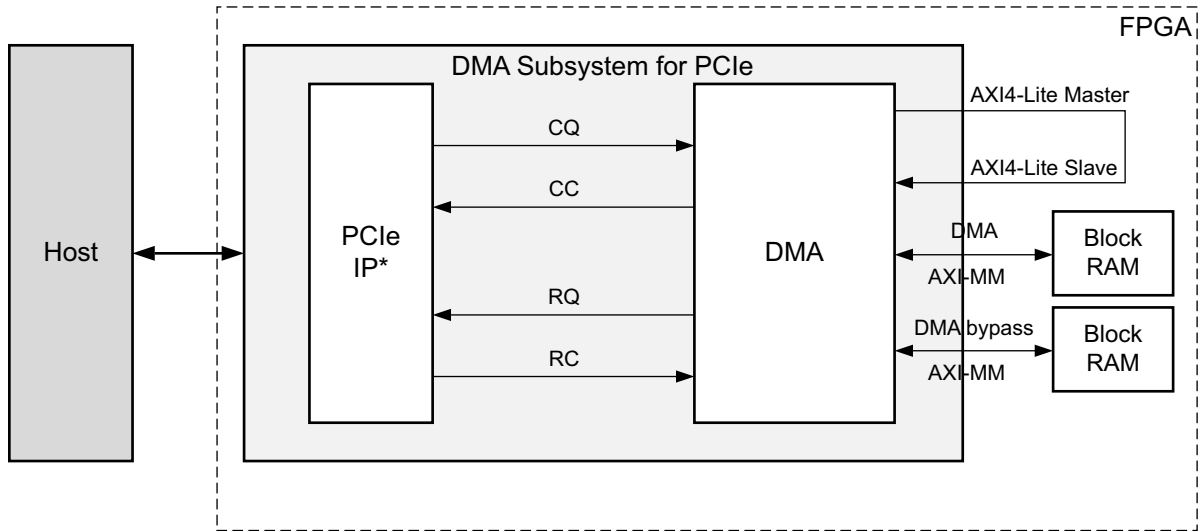 FPGA
DMA Subsystem for PCIe
AXI4-Lite Master
CQ
AXI4-Lite Slave
CC
Host
PCIe
IP*
DMA
DMA
AXI-MM
Block
RAM
RQ
DMA bypass
AXI-MM
Block
RAM
RC